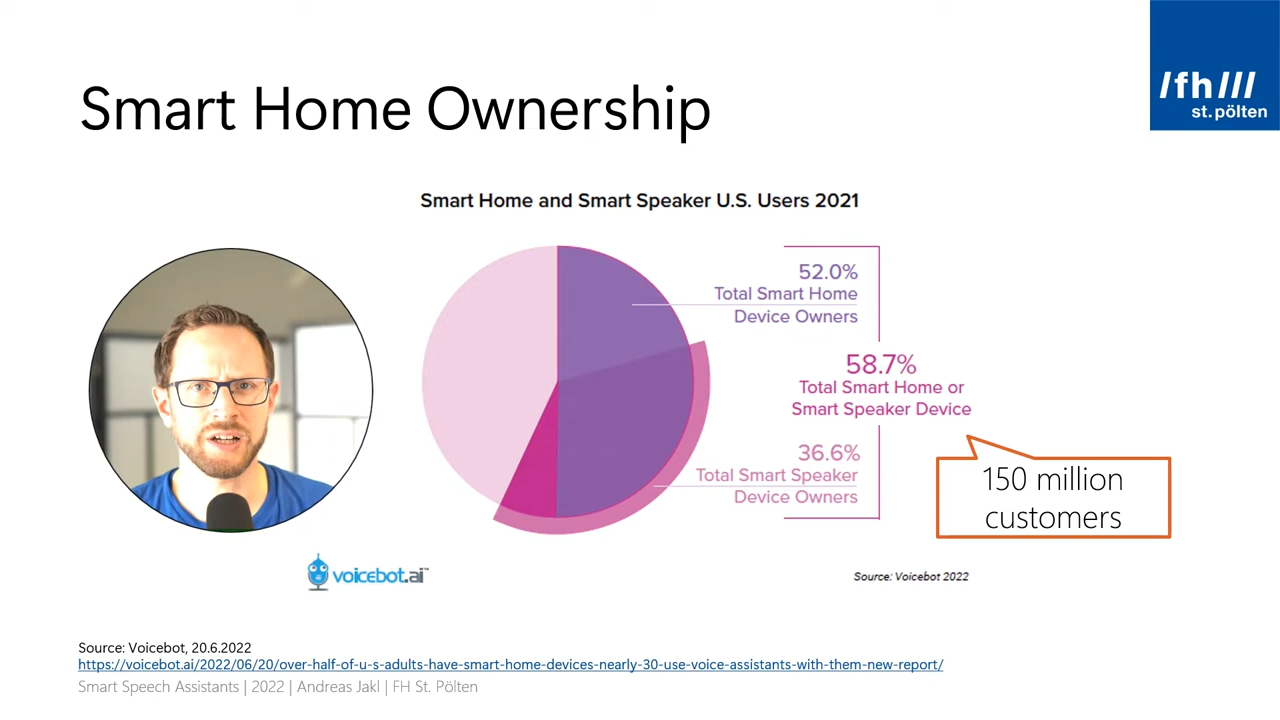 Smart Home Ownership
/fh///
st.pölten
Smart Home and Smart Speaker U.S. Users 2021
52.0%
Total Smart Home
Device Owners
58.7%
Total Smart Home or
Smart Speaker Device
36.6%
Total Smart Speaker
Device Owners
150 million
customers
voicebot.ai™
Source: Voicebot 2022
Source: Voicebot, 20.6.2022
https://voicebot.ai/2022/06/20/over-half-of-u-s-adults-have-smart-home-devices-nearly-30-use-voice-assistants-with-them-new-report/
Smart Speech Assistants | 2022 | Andreas Jakl | FH St. Pölten